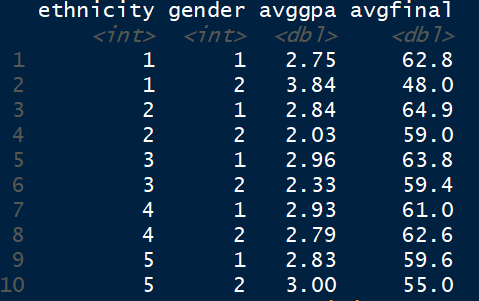 ethnicity gender avggpa avgfinal
<int> <int> <dbl> <dbl>
1 1 1 2.75 62.8
2 1 2 3.84 48.0
3 2 1 2.84 64.9
4 2 2 2.03 59.0
5 3 1 2.96 63.8
6 3 2 2.33 59.4
7 4 1 2.93 61.0
8 4 2 2.79 62.6
9 5 1 2.83 59.6
10 5 2 3.00 55.0